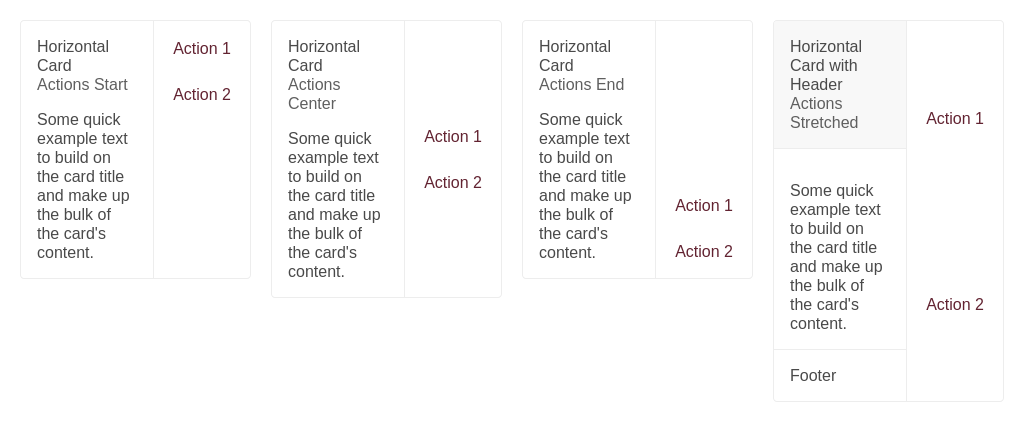 Horizontal
Card
Actions Start
Some quick
example text
to build on
the card title
and make up
the bulk of
the card's
content.
Action 1
Action 2
Horizontal
Card
Actions
Center
Some quick
example text
to build on
the card title
and make up
the bulk of
the card's
content.
Action 1
Action 2
Horizontal
Card
Actions End
Some quick
example text
to build on
the card title
and make up
the bulk of
the card's
content.
Action 1
Action 2
Horizontal
Card with
Header
Actions
Stretched
Some quick
example text
to build on
the card title
and make up
the bulk of
the card's
content.
Footer
Action 1
Action 2